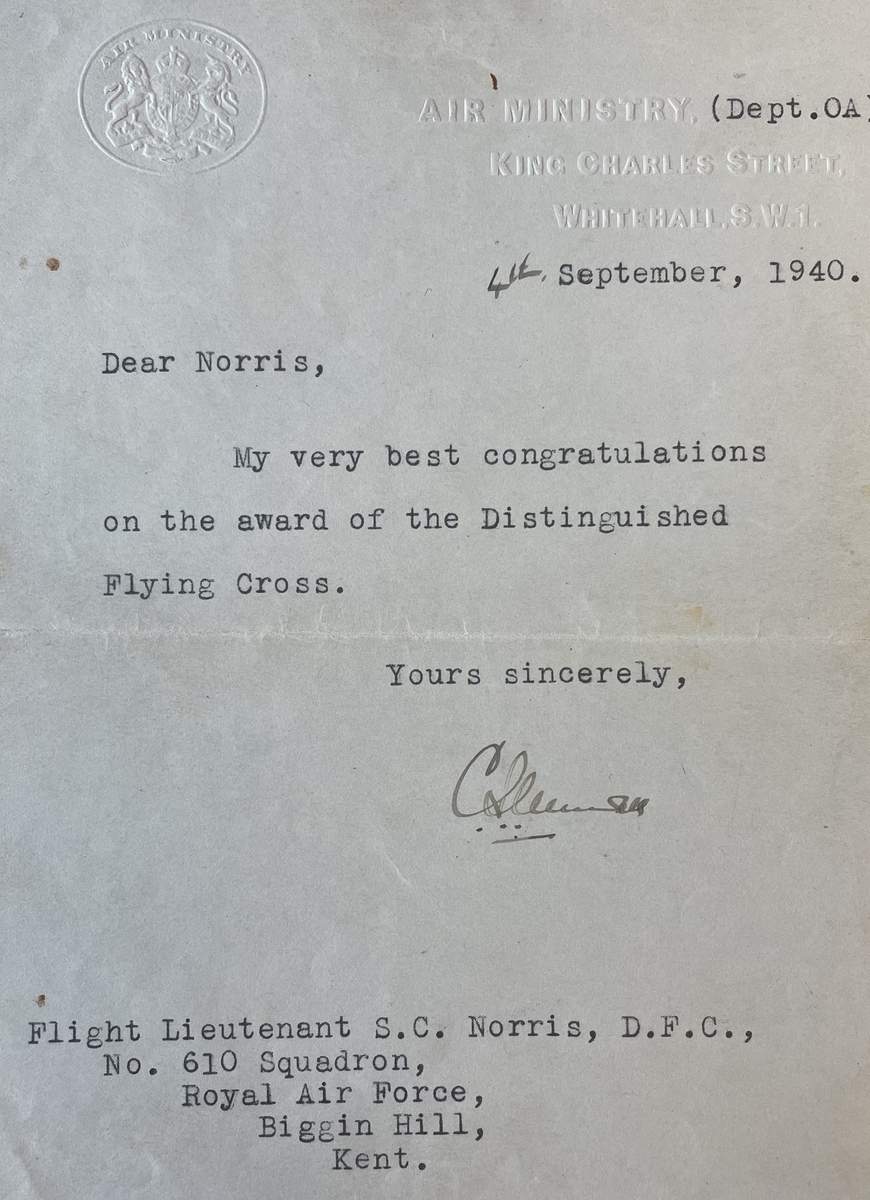 AIR MINISTRY
AIR MINISTRY, (Dept.OA)
KING CHARLES STREET,
WHITEHALL, S.W.1.
4th. September, 1940.
Dear Norris,
My very best congratulations
on the award of the Distinguished
Flying Cross.
Yours sincerely,
Flight Lieutenant S.C. Norris, D.F.C.,
No. 610 Squadron,
Royal Air Force,
Biggin Hill,
Kent.